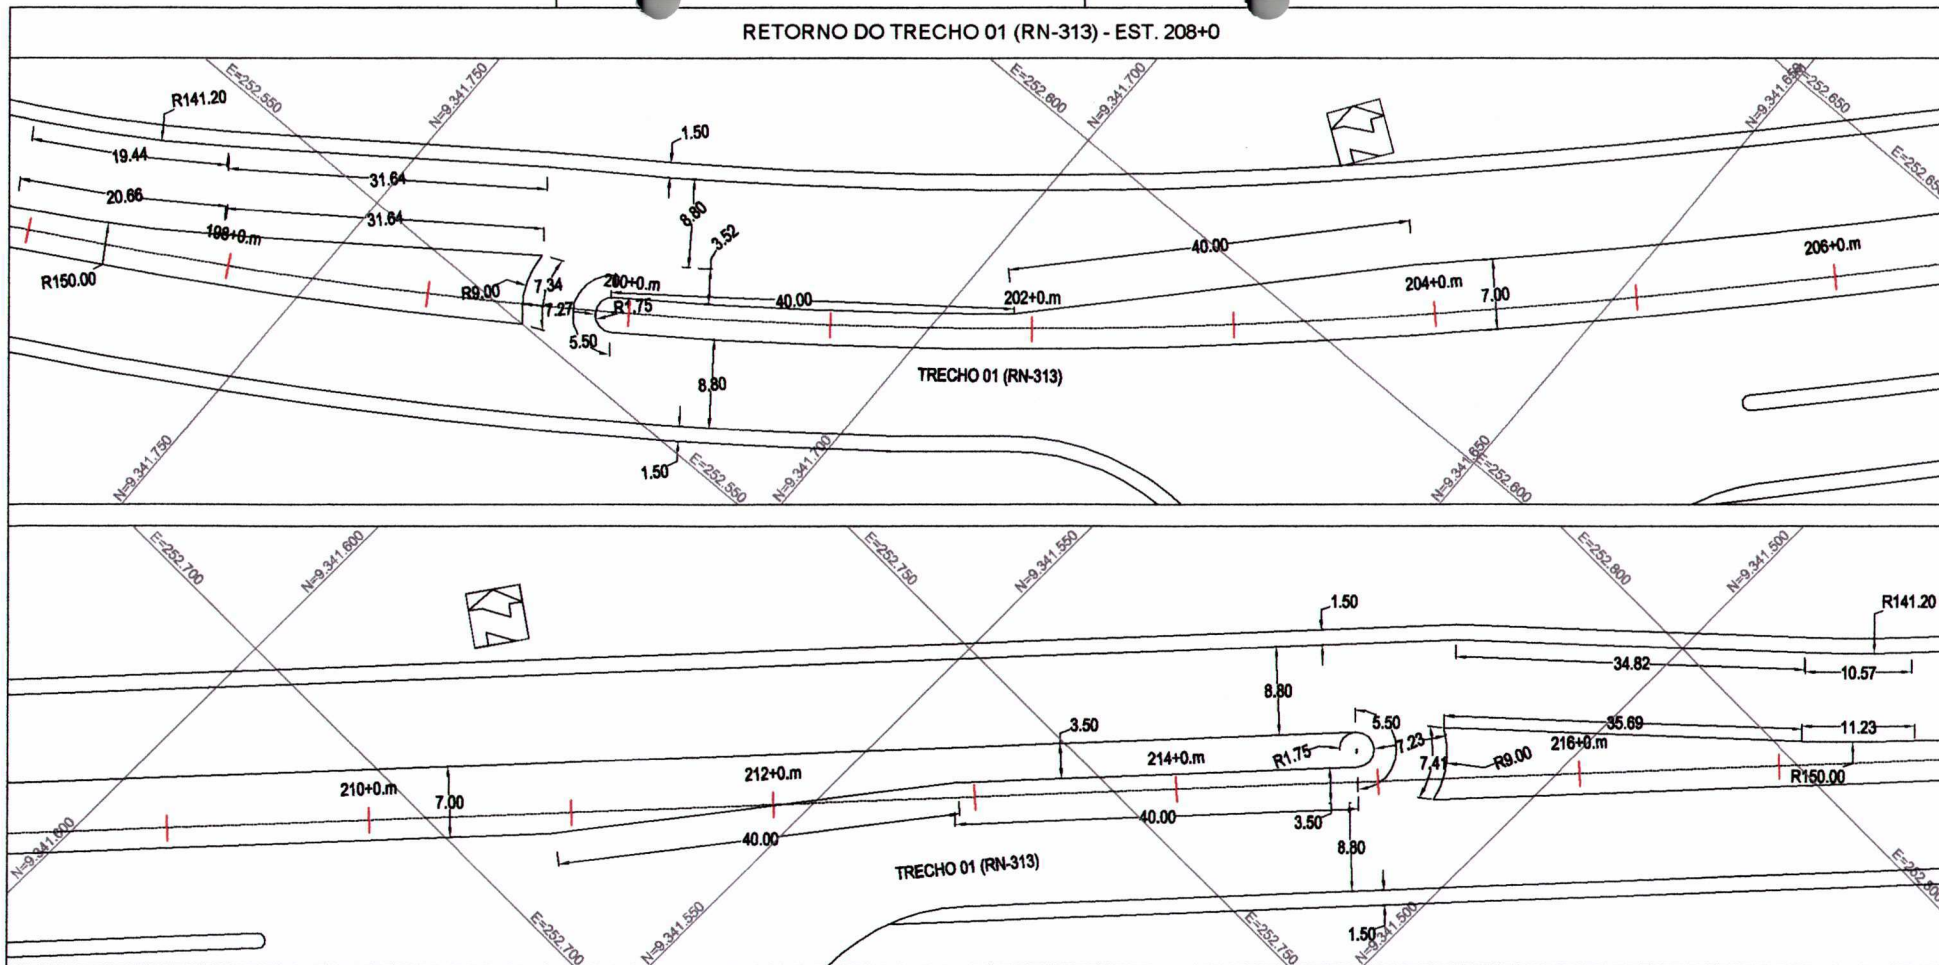 RETORNO DO TRECHO 01 (RN-313) - EST. 208+0
E=252.550
N=9.341.750
E=252.600
N=9.341.700
N=9.341.650
E=252.650
R141.20
1.50
19.44
31.64
20.66
31.64
198+0.m
8.80
3.52
40.00
206+0.m
E=252.650
R150.00
R9.00
7.34
200+0.m
40.00
202+0.m
204+0.m
7.00
7.27
R1.75
5.50
8.80
TRECHO 01 (RN-313)
N=9.341.750
1.50
E=252.550
N=9.341.700
N=9.341.650
E=252.600
E=252.700
N=9.341.600
E=252.750
N=9.341.550
E=252.800
N=9.341.500
1.50
R141.20
34.82
10.57
8.80
3.50
5.50
35.69
11.23
7.23
R1.75
216+0.m
214+0.m
7.41
R9.00
R150.00
212+0.m
210+0.m
7.00
40.00
3.50
40.00
8.80
N=9.341.600
TRECHO 01 (RN-313)
E=252.800
E=252.700
N=9.341.550
E=252.750
1.50
N=9.341.500